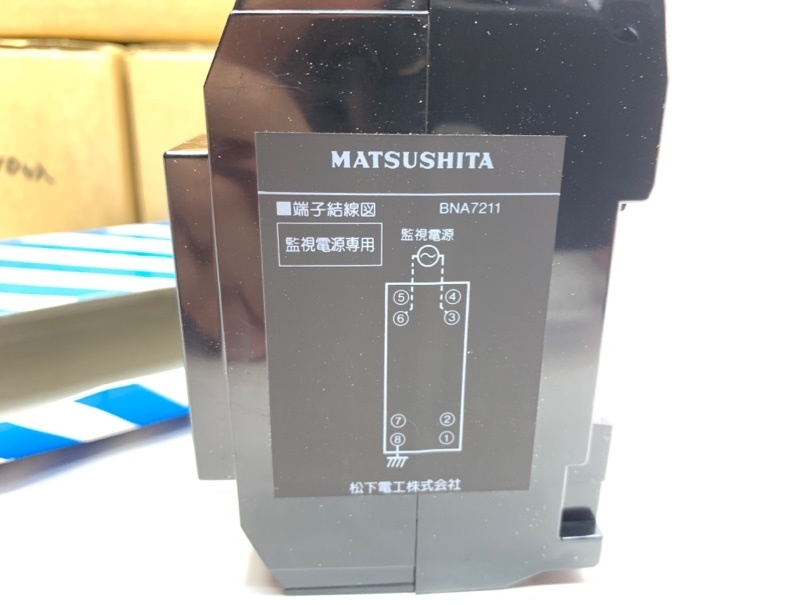 MATSUSHITA
■端子結線図 BNA7211
監視電源専用
監視電源
⑤ ④
⑥ ③
⑦ ②
⑧ ①
松下電工株式会社